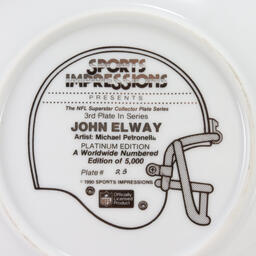 SPORTS
IMPRESSIONS
PRESENTS
The NFL Superstar Collector Plate Series
3rd Plate In Series
JOHN ELWAY
Artist: Michael Petronella
PLATINUM EDITION
A Worldwide Numbered
Edition of 5,000
Plate #
NFL
Officially
Licensed
Product
© 1990 SPORTS IMPRESSIONS